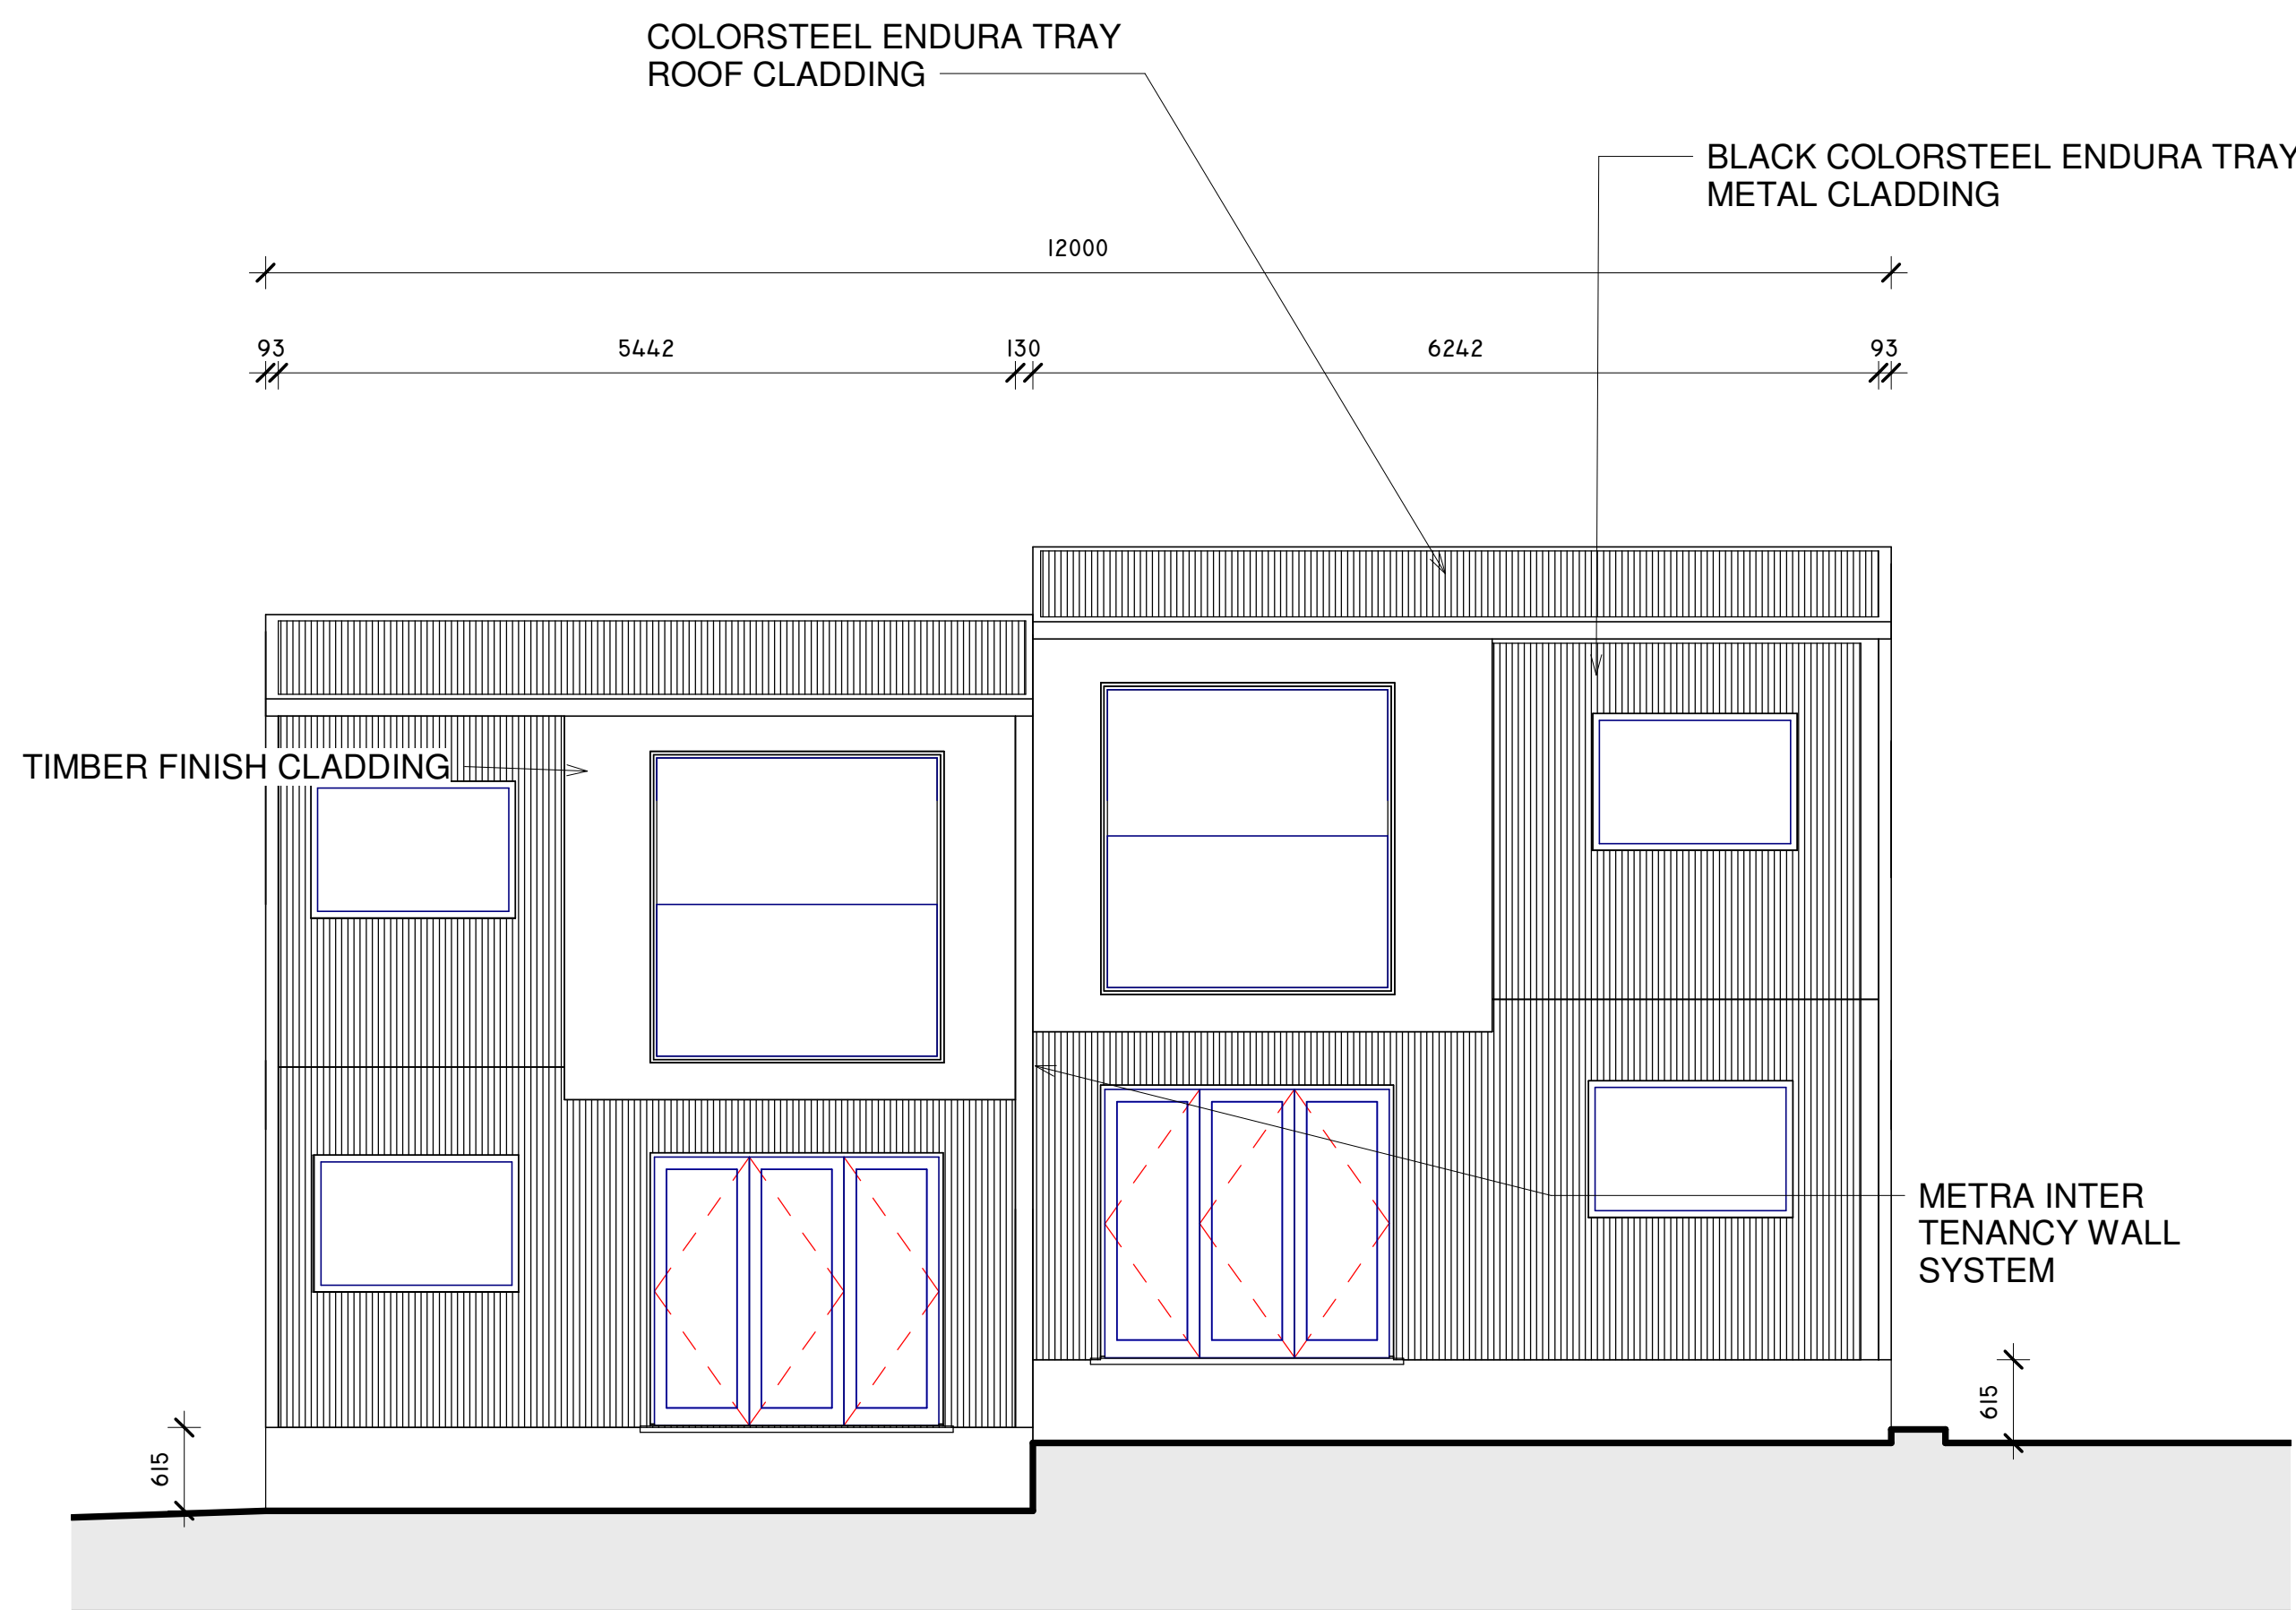 COLORSTEEL ENDURA TRAY
ROOF CLADDING
BLACK COLORSTEEL ENDURA TRAY
METAL CLADDING
12000
93
5442
130
6242
93
TIMBER FINISH CLADDING
METRA INTER
TENANCY WALL
SYSTEM
615
615